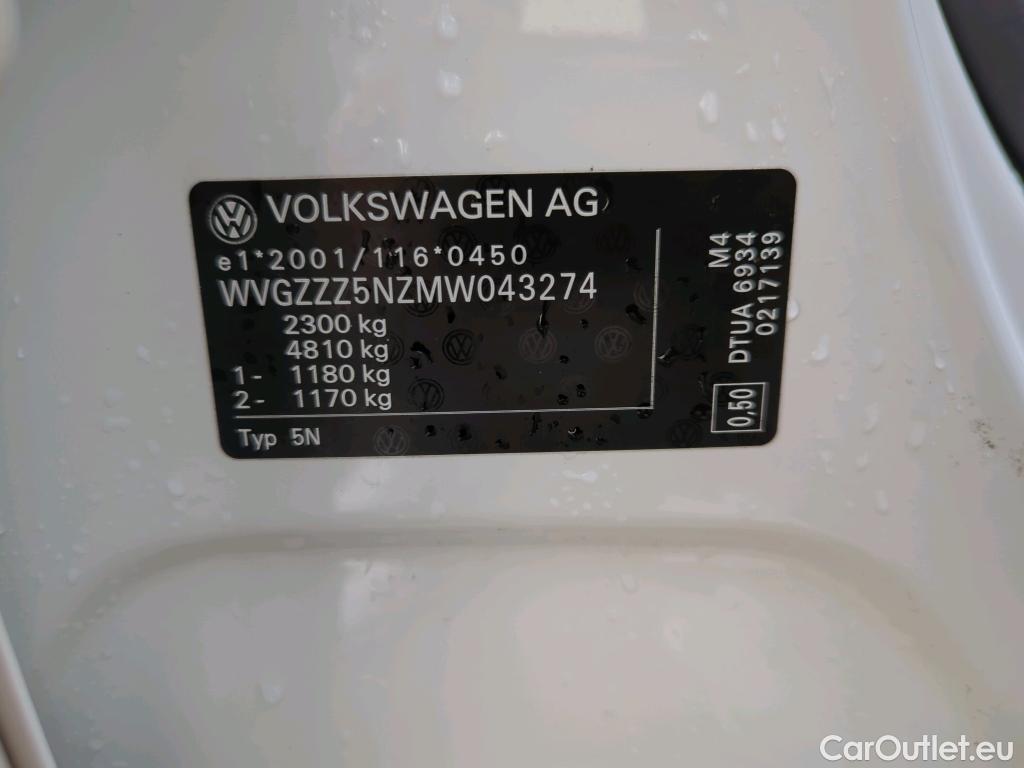 VOLKSWAGEN AG
e1*2001/116*0450
WVGZZZ5NZMW043274
2300 kg
4810 kg
1- 1180 kg
2- 1170 kg
Typ 5N
M4
DTUA 6934
0217139
0,50
CarOutlet.eu